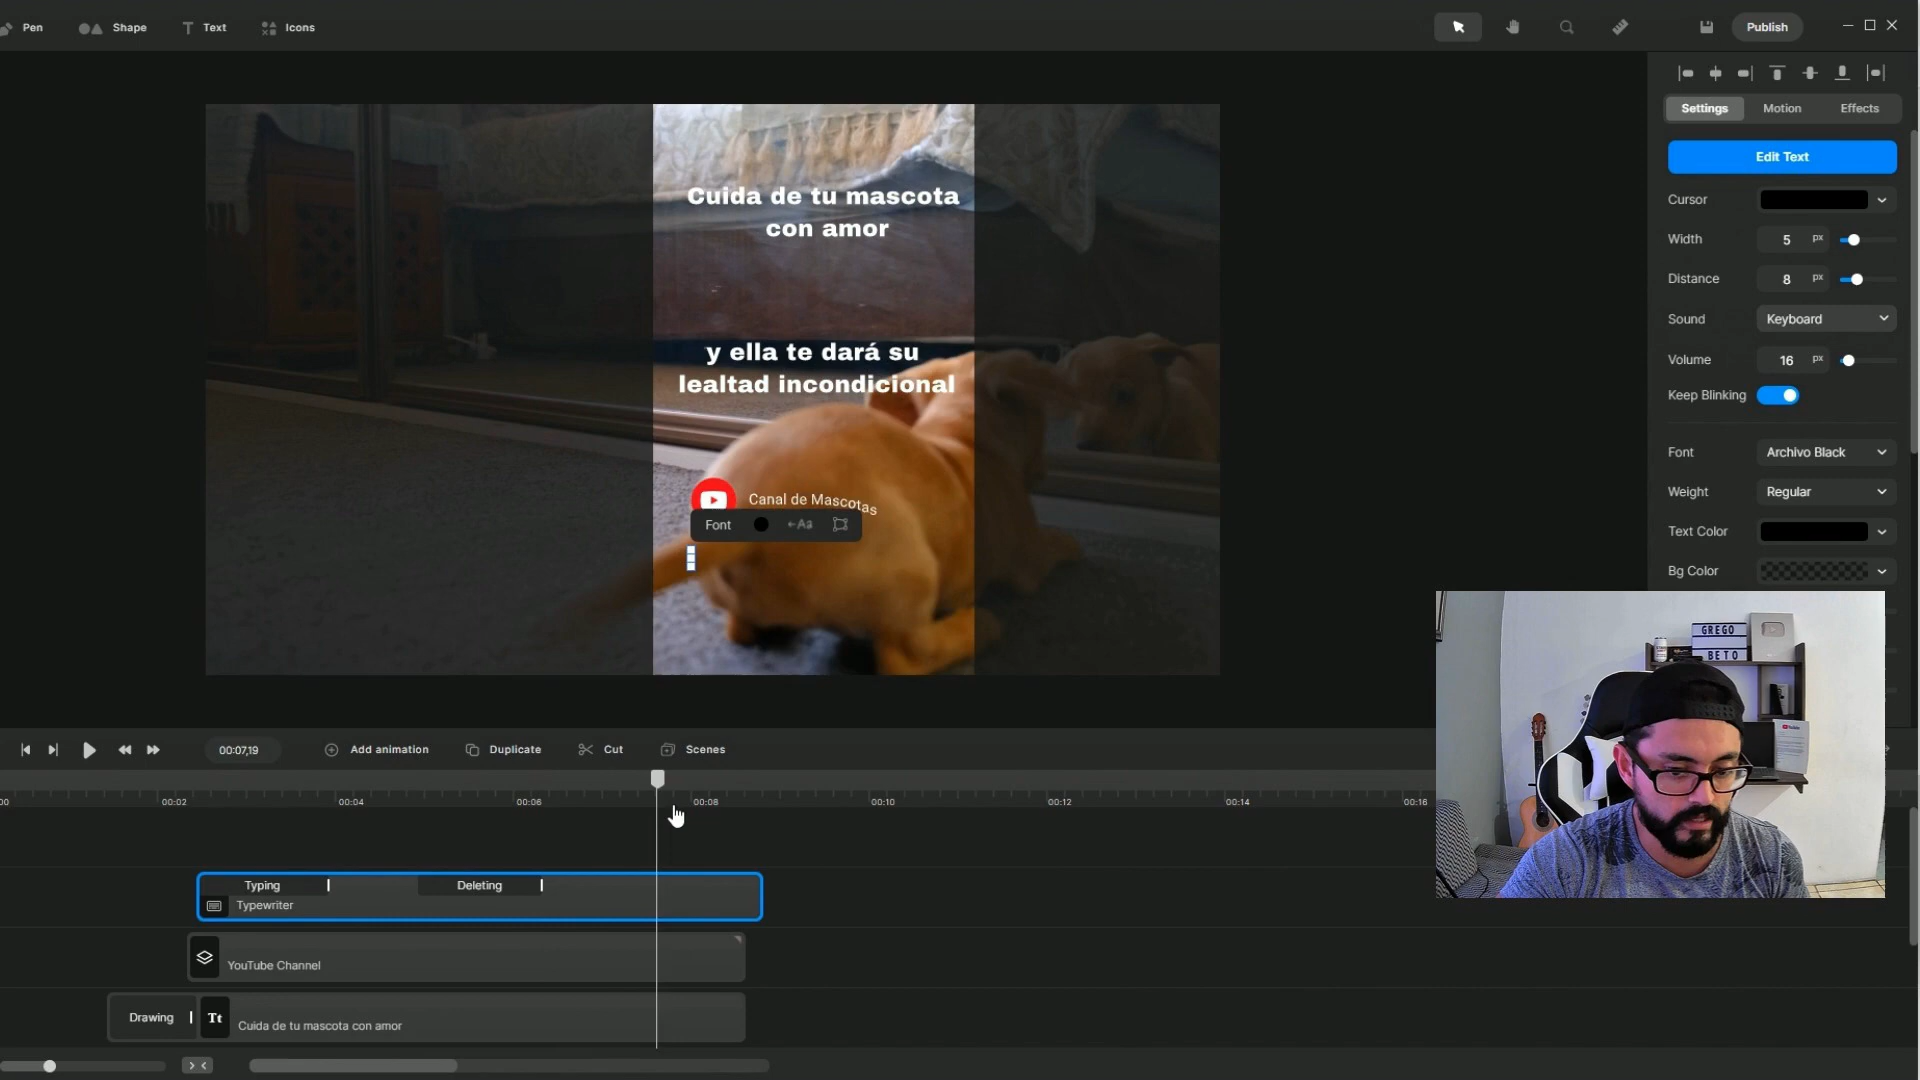 Pen
Shape
Text
Icons
Publish
Settings
Motion
Effects
Edit Text
Cursor
Width 5 px
Distance 8 px
Sound Keyboard
Volume 16 px
Keep Blinking
Font Archivo Black
Weight Regular
Text Color
Bg Color
Cuida de tu mascota
con amor
y ella te dará su
lealtad incondicional
Canal de Mascotas
Font
Aa
GREGO
BETO
00:07,19
Add animation
Duplicate
Cut
Scenes
00
00:02
00:04
00:06
00:08
00:10
00:12
00:14
00:16
Typing
Deleting
Typewriter
YouTube Channel
Drawing
Tt
Cuida de tu mascota con amor